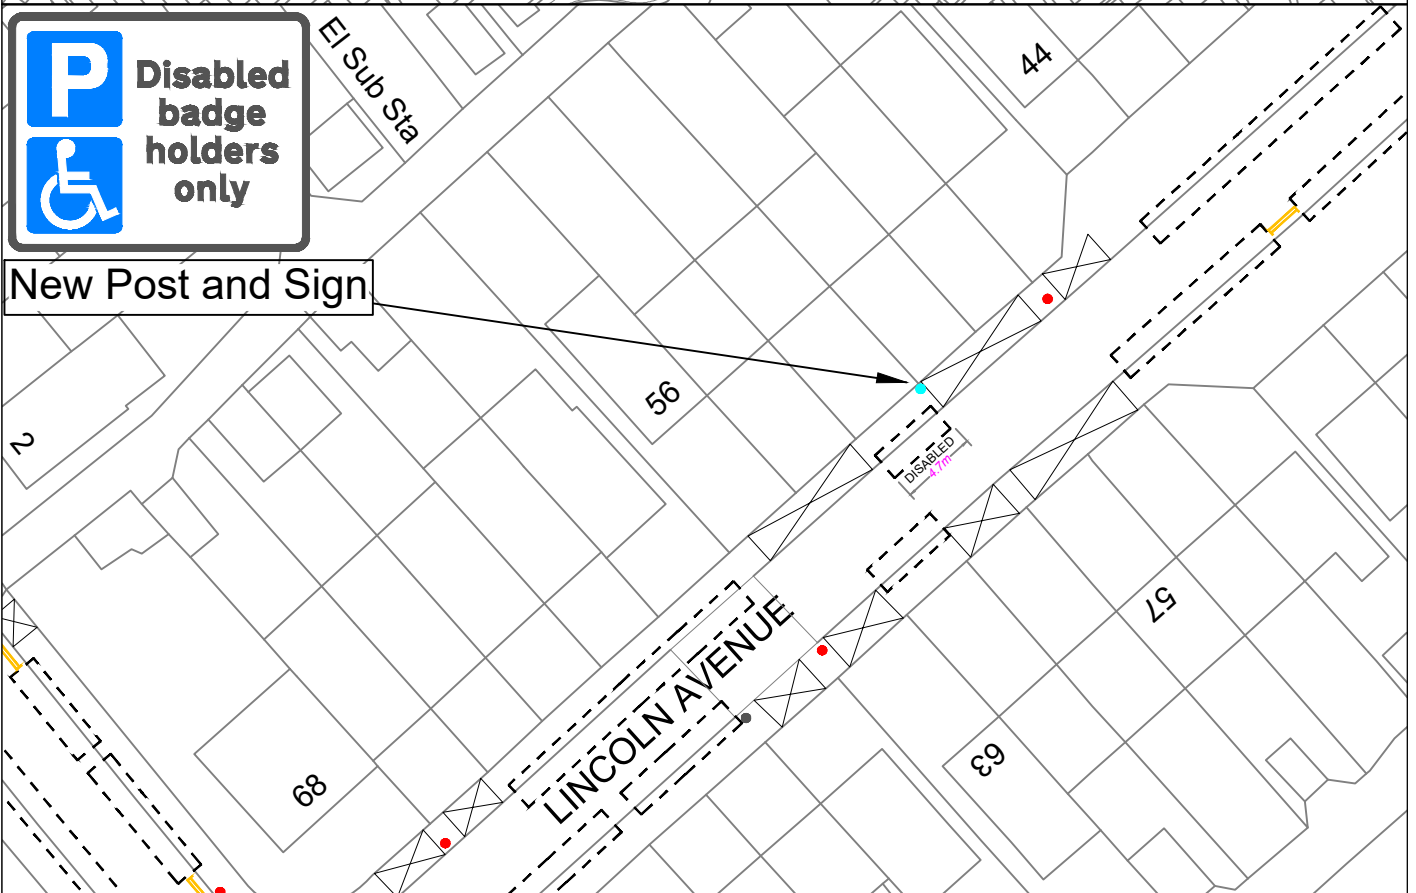 P
Disabled
badge
holders
only
El Sub Sta
44
New Post and Sign
56
2
DISABLED
4.7m
57
LINCOLN AVENUE
63
68